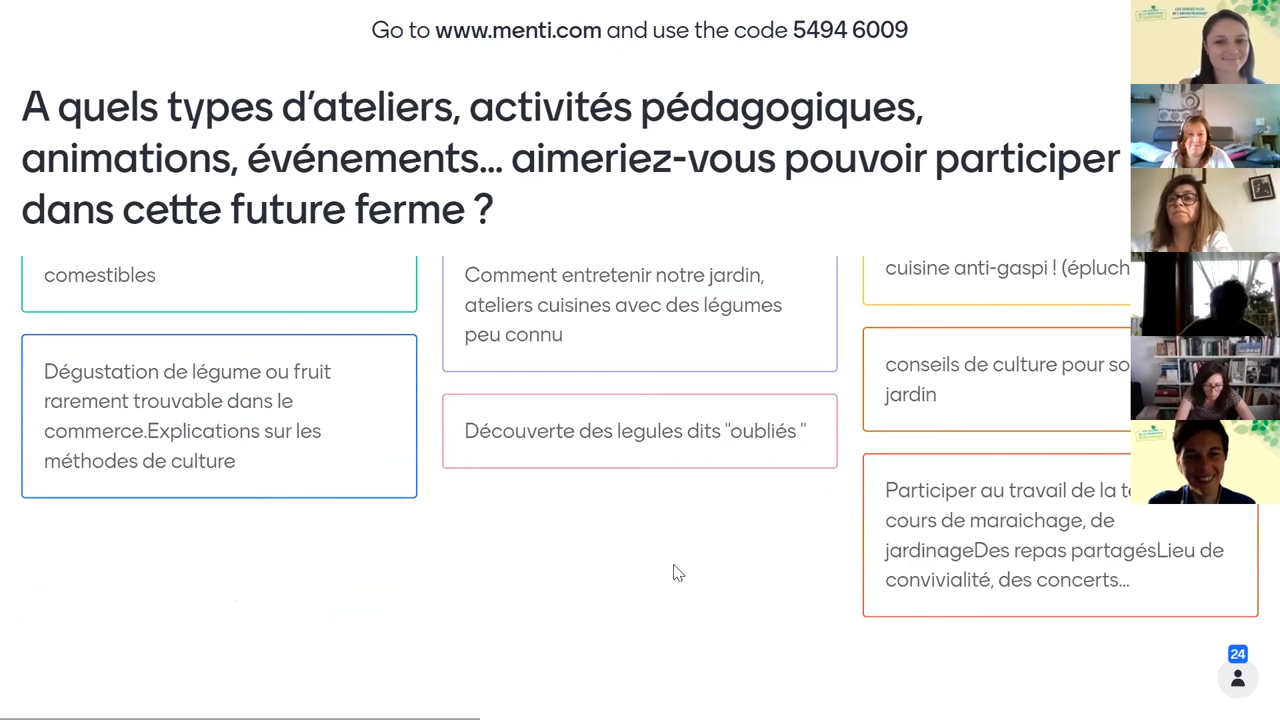 Go to www.menti.com and use the code 5494 6009
A quels types d'ateliers, activités pédagogiques,
animations, événements... aimeriez-vous pouvoir participer
dans cette future ferme ?
comestibles
Dégustation de légume ou fruit
rarement trouvable dans le
commerce.Explications sur les
méthodes de culture
Comment entretenir notre jardin,
ateliers cuisines avec des légumes
peu connu
Découverte des legules dits "oubliés "
cuisine anti-gaspi ! (épluch
conseils de culture pour so
jardin
Participer au travail de la
cours de maraichage, de
jardinageDes repas partagésLieu de
convivialité, des concerts...
24